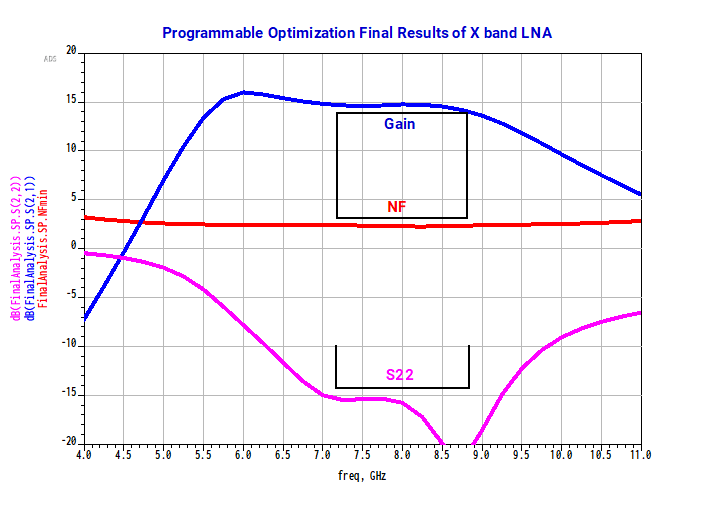 Programmable Optimization Final Results of X band LNA
ADS
20
15
10
5
0
-5
-10
-15
-20
4.0 4.5 5.0 5.5 6.0 6.5 7.0 7.5 8.0 8.5 9.0 9.5 10.0 10.5 11.0
freq, GHz
dB(FinalAnalysis.SP.S(2,2))
dB(FinalAnalysis.SP.S(2,1))
FinalAnalysis.SP.NFmin
Gain
NF
S22